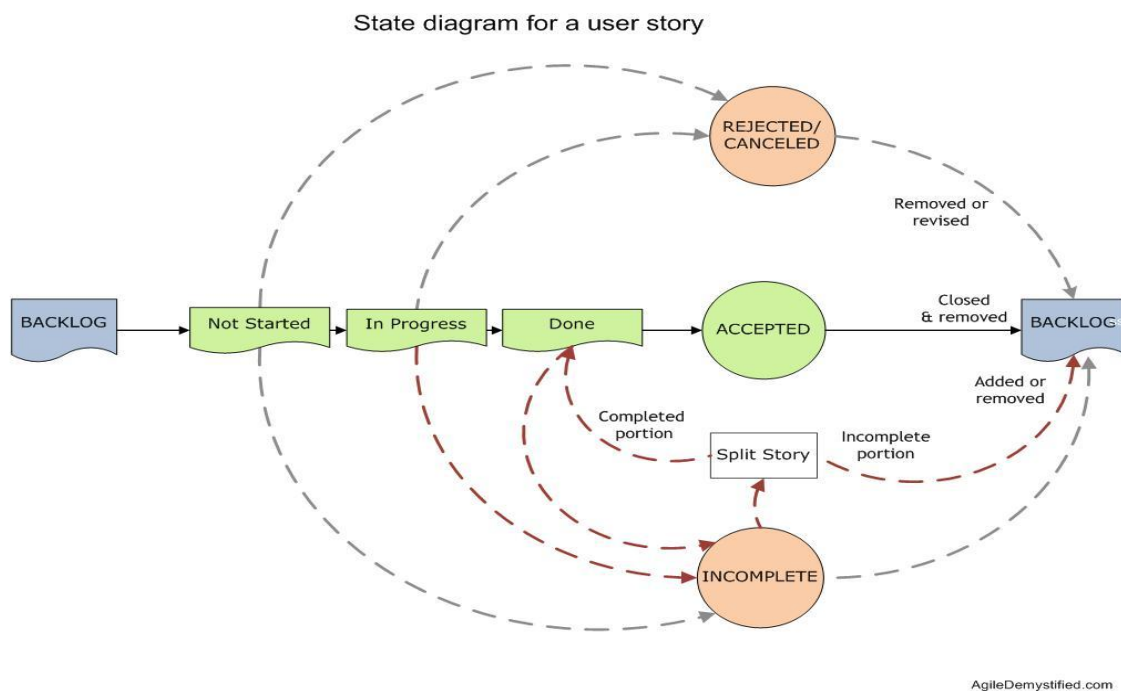 State diagram for a user story
REJECTED/
CANCELED
Removed or
revised
BACKLOG
Not Started
In Progress
Done
ACCEPTED
Closed
& removed
BACKLOG
Added or
removed
Completed
portion
Split Story
Incomplete
portion
INCOMPLETE
AgileDemystified.com